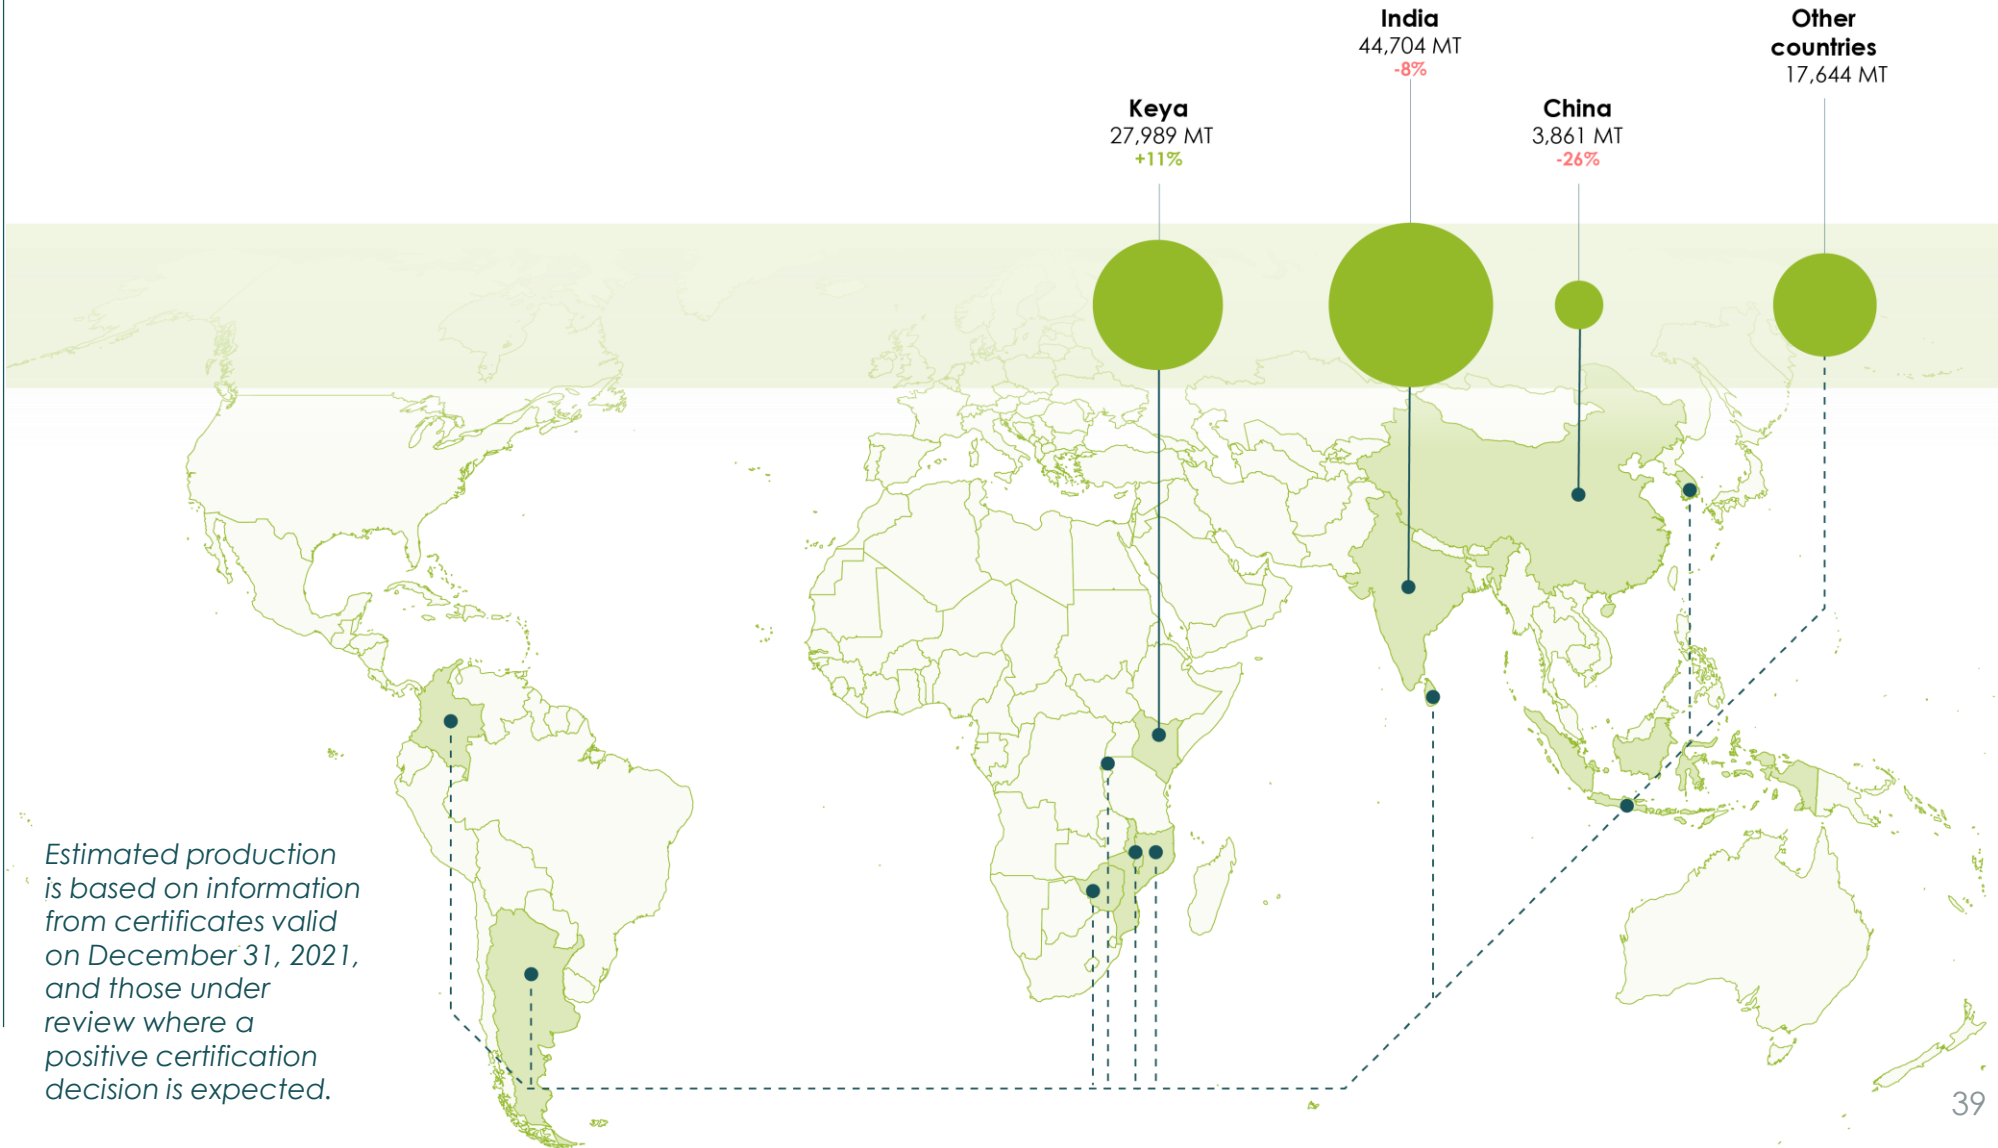 India
44,704 MT
-8%
Other
countries
17,644 MT
Keya
27,989 MT
+11%
China
3,861 MT
-26%
Estimated production
is based on information
from certificates valid
on December 31, 2021,
and those under
review where a
positive certification
decision is expected.
39